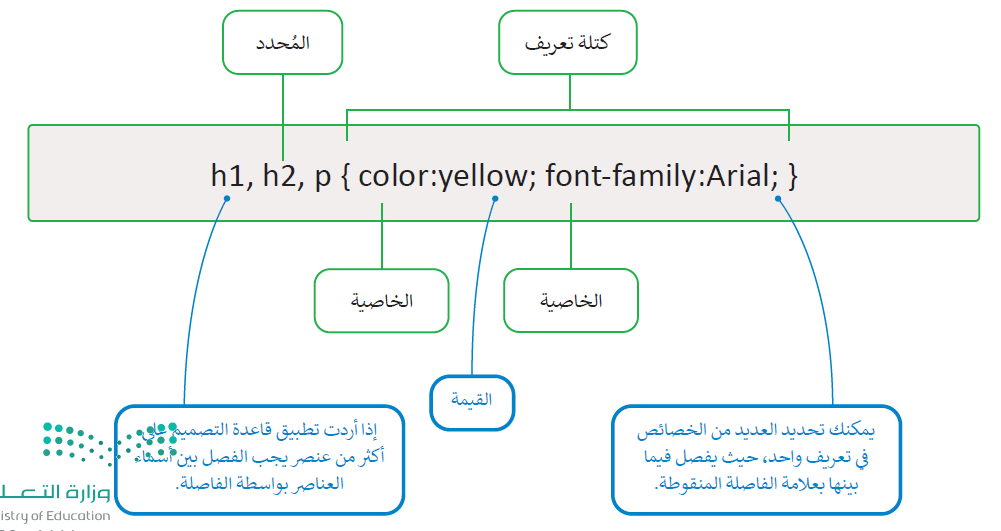 كتلة تعريف
المُحدد
h1, h2, p { color:yellow; font-family:Arial; }
الخاصية
الخاصية
القيمة
يمكنك تحديد العديد من الخصائص
في تعريف واحد، حيث يفصل فيما
بينها بعلامة الفاصلة المنقوطة.
إذا أردت تطبيق قاعدة التصميم على
أكثر من عنصر يجب الفصل بين أسماء
العناصر بواسطة الفاصلة.
وزارة التعـلـ
istry of Education